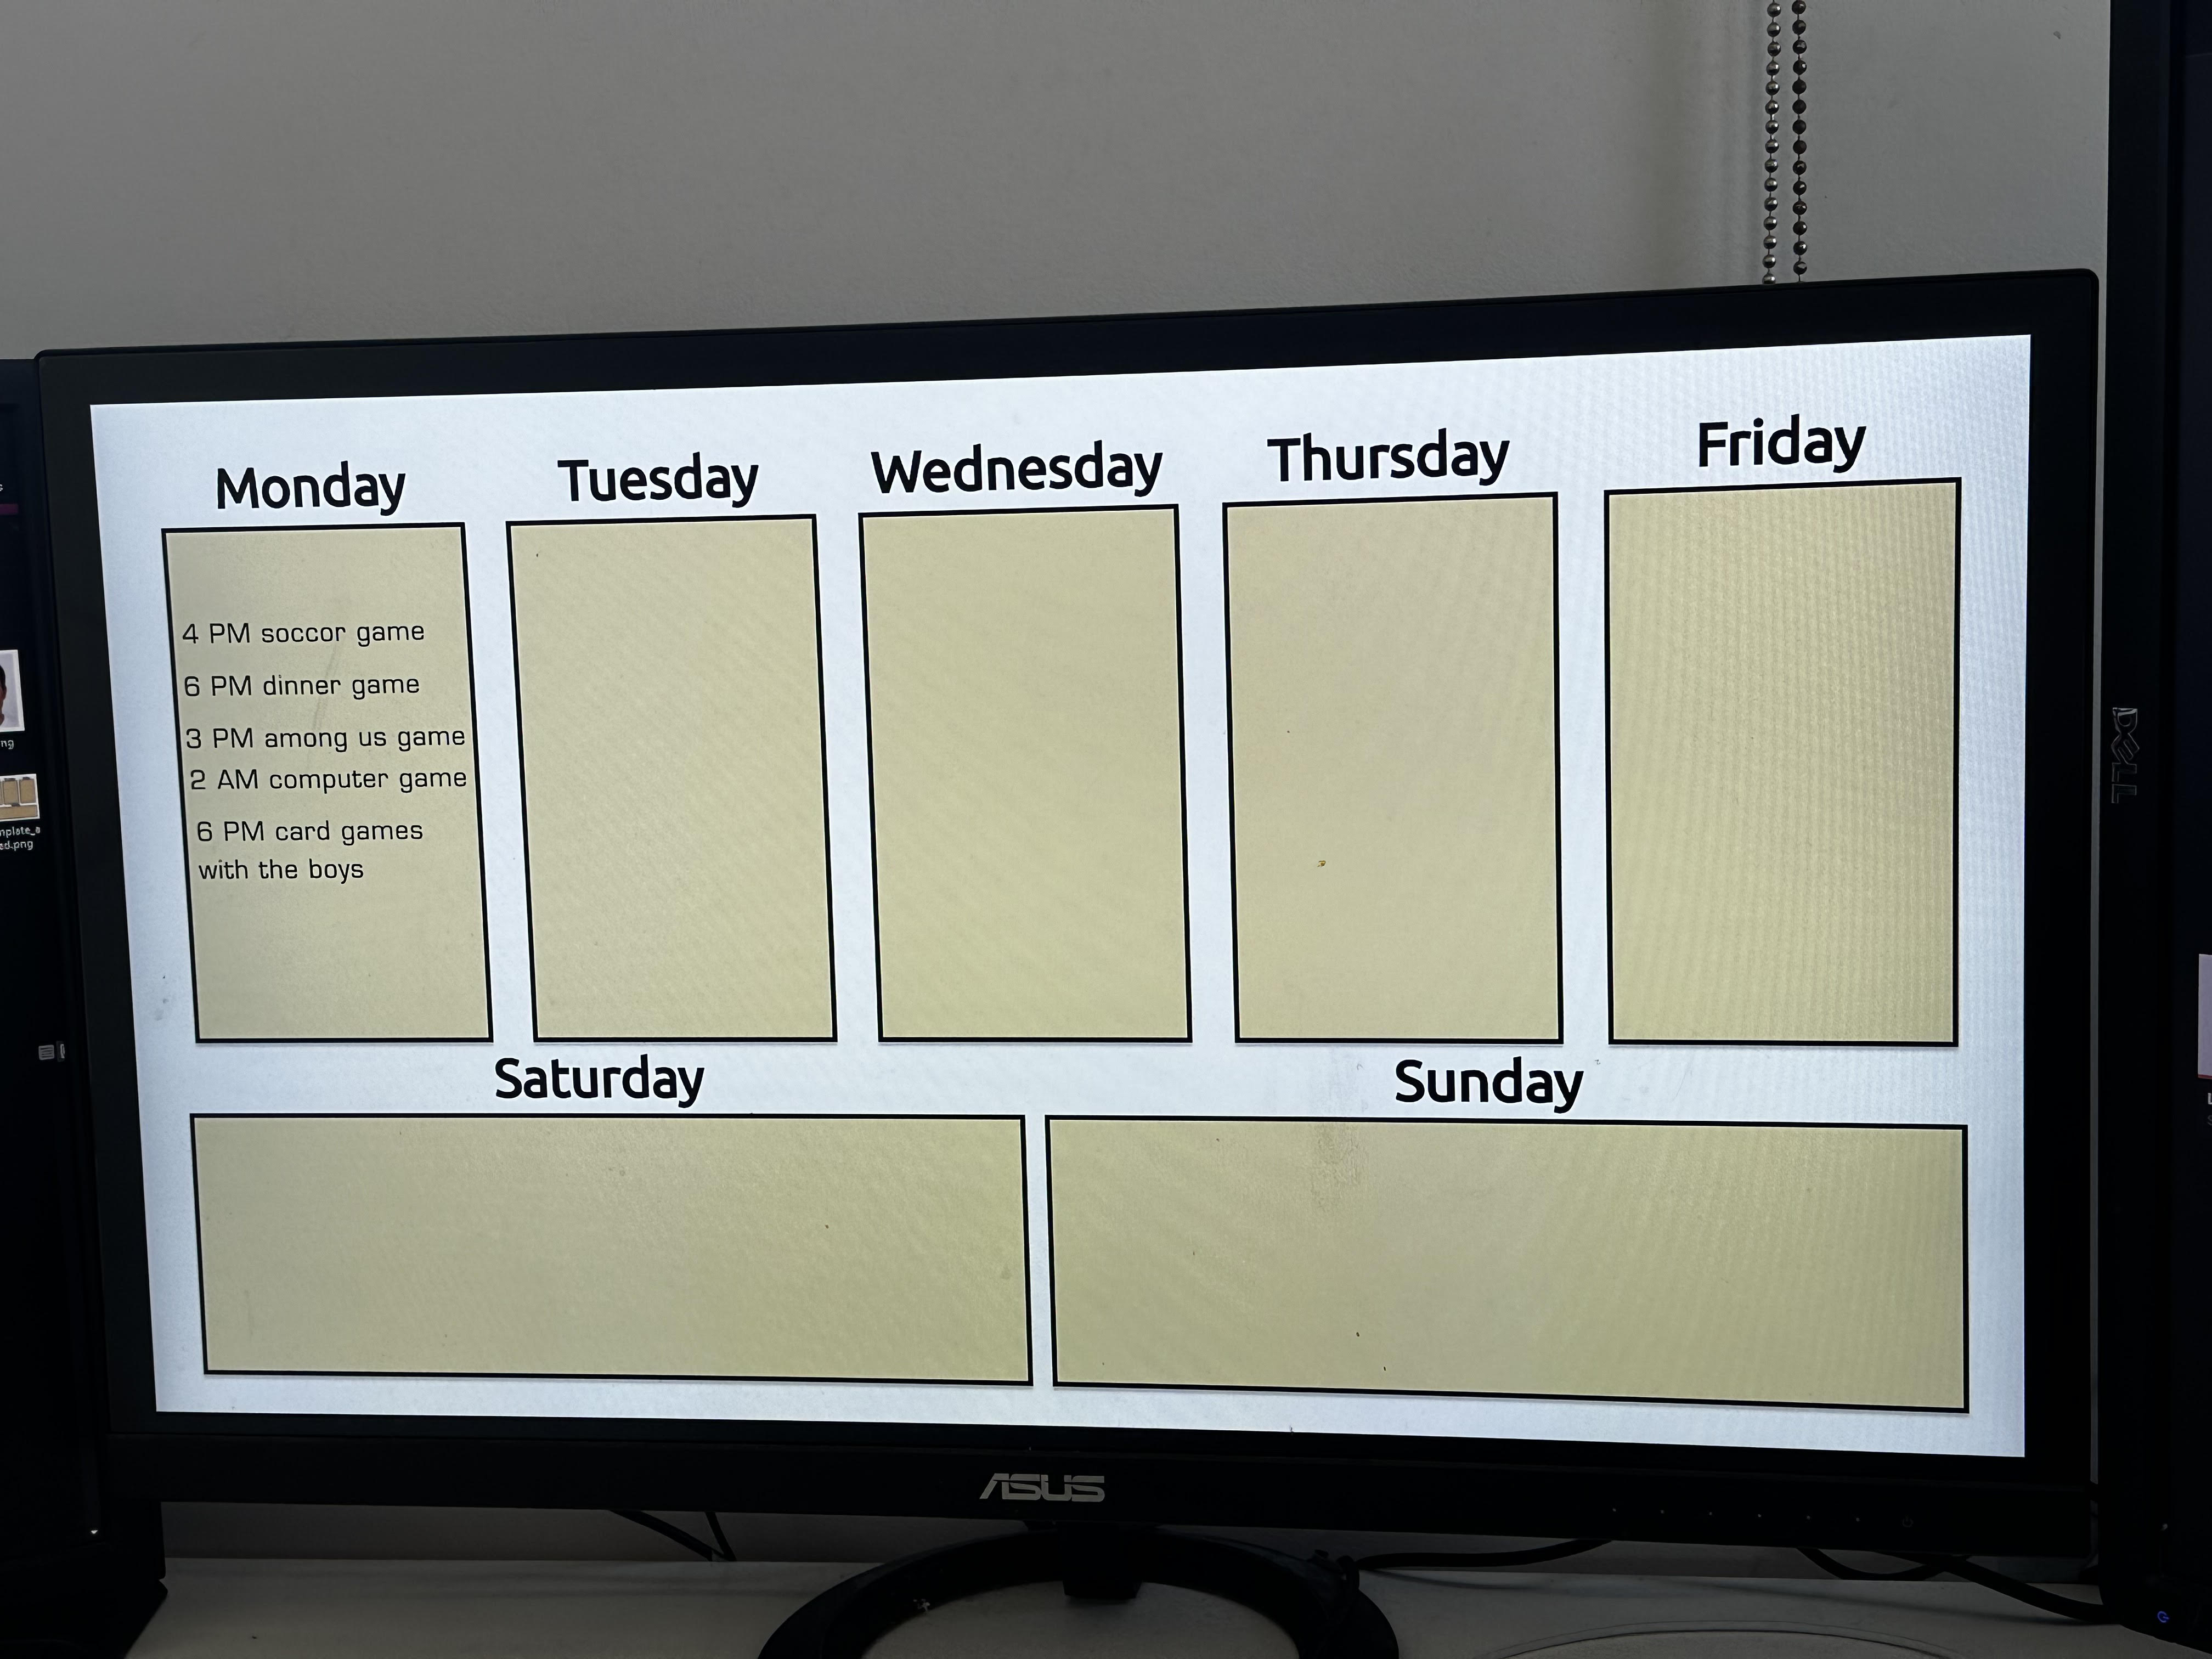 Monday Tuesday Wednesday Thursday Friday
4 PM soccor game
6 PM dinner game
3 PM among us game
2 AM computer game
6 PM card games
with the boys
Saturday Sunday
ASUS
DELL
ng
mplate_a
ed.png